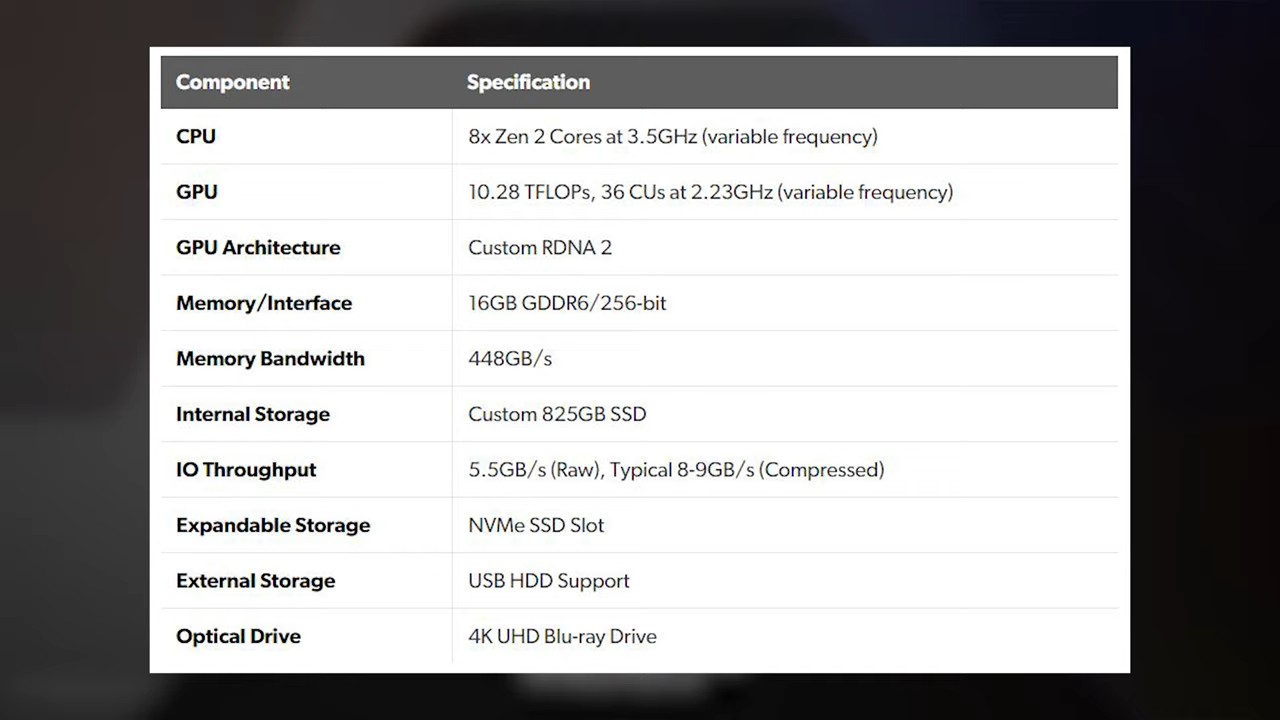 Component Specification
CPU 8x Zen 2 Cores at 3.5GHz (variable frequency)
GPU 10.28 TFLOPs, 36 CUs at 2.23GHz (variable frequency)
GPU Architecture Custom RDNA 2
Memory/Interface 16GB GDDR6/256-bit
Memory Bandwidth 448GB/s
Internal Storage Custom 825GB SSD
IO Throughput 5.5GB/s (Raw), Typical 8-9GB/s (Compressed)
Expandable Storage NVMe SSD Slot
External Storage USB HDD Support
Optical Drive 4K UHD Blu-ray Drive